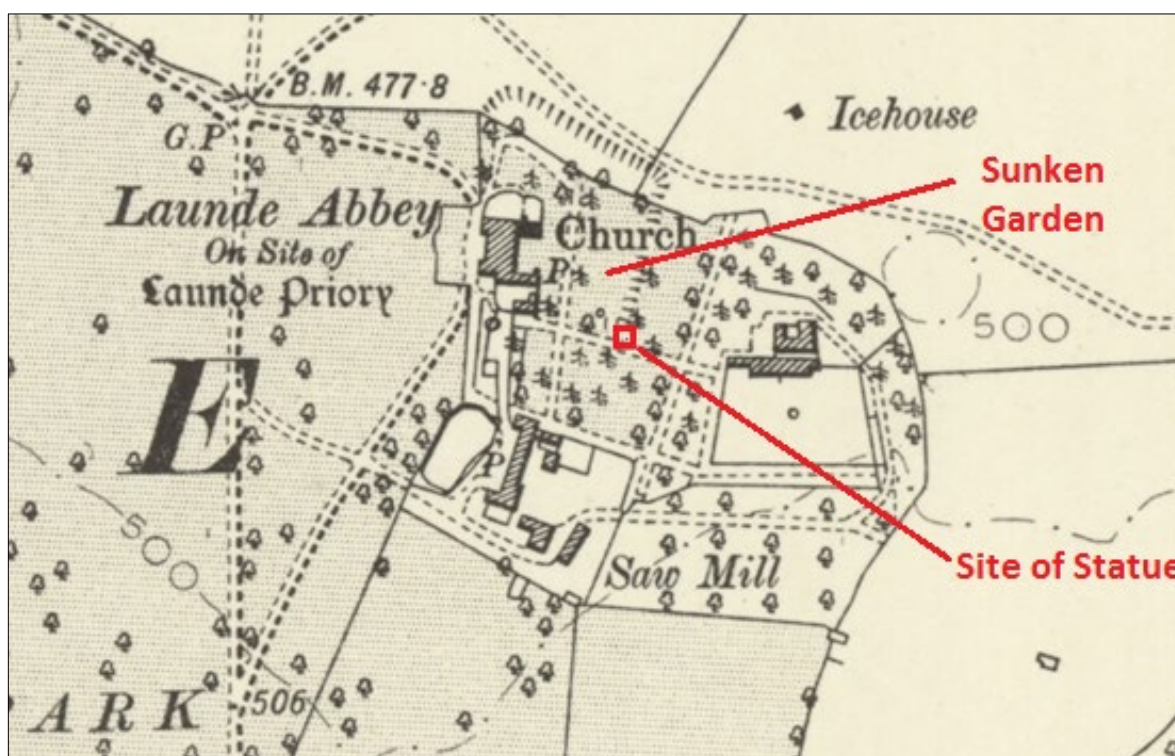 B.M. 477·8
Icehouse
G.P
Sunken
Garden
Launde Abbey
On Site of
Launde Priory
Church
P
500
E
P
500
Saw Mill
Site of Statue
ARK
506